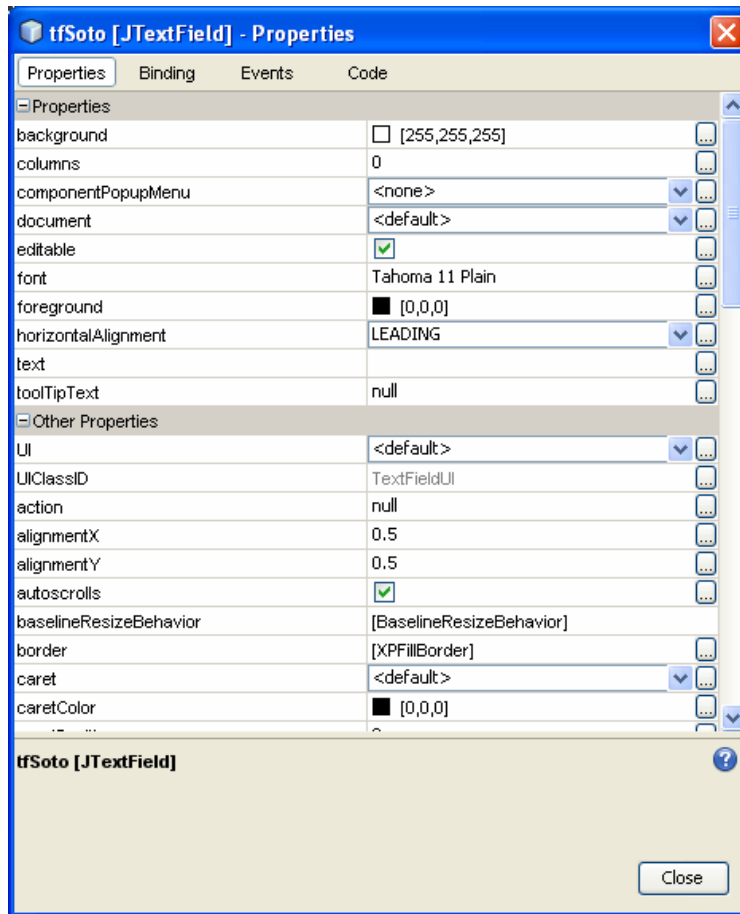 tfSoto [JTextField] - Properties
Properties Binding Events Code
Properties
background [255,255,255] ...
columns 0 ...
componentPopupMenu <none> ...
document <default> ...
editable ...
font Tahoma 11 Plain ...
foreground [0,0,0] ...
horizontalAlignment LEADING ...
text ...
toolTipText null ...
Other Properties
UI <default> ...
UIClassID TextFieldUI ...
action null ...
alignmentX 0.5 ...
alignmentY 0.5 ...
autoscrolls ...
baselineResizeBehavior [BaselineResizeBehavior]
border [XPFillBorder] ...
caret <default> ...
caretColor [0,0,0] ...
tfSoto [JTextField] ?
Close